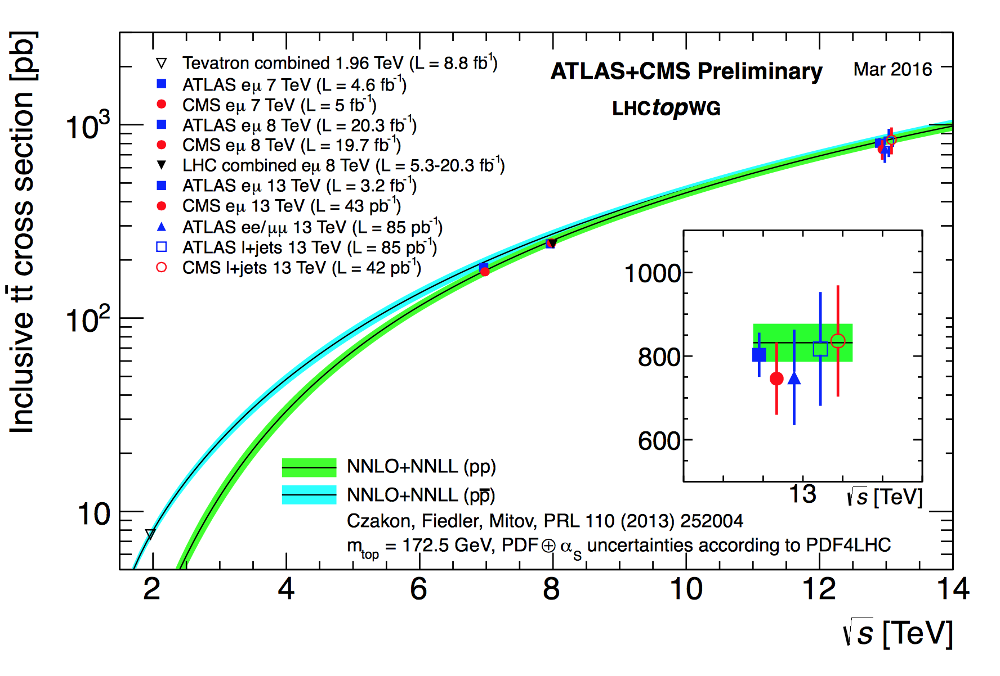 Inclusive tt̄ cross section [pb]
Tevatron combined 1.96 TeV (L = 8.8 fb⁻¹)
ATLAS eμ 7 TeV (L = 4.6 fb⁻¹)
CMS eμ 7 TeV (L = 5 fb⁻¹)
ATLAS eμ 8 TeV (L = 20.3 fb⁻¹)
CMS eμ 8 TeV (L = 19.7 fb⁻¹)
LHC combined eμ 8 TeV (L = 5.3-20.3 fb⁻¹)
ATLAS eμ 13 TeV (L = 3.2 fb⁻¹)
CMS eμ 13 TeV (L = 43 pb⁻¹)
ATLAS ee/μμ 13 TeV (L = 85 pb⁻¹)
ATLAS l+jets 13 TeV (L = 85 pb⁻¹)
CMS l+jets 13 TeV (L = 42 pb⁻¹)
ATLAS+CMS Preliminary
Mar 2016
LHCtopWG
10³
10²
10
1000
800
600
13
√s [TeV]
NNLO+NNLL (pp)
NNLO+NNLL (pp̄)
Czakon, Fiedler, Mitov, PRL 110 (2013) 252004
m_top = 172.5 GeV, PDF⊕α_S uncertainties according to PDF4LHC
2 4 6 8 10 12 14
√s [TeV]